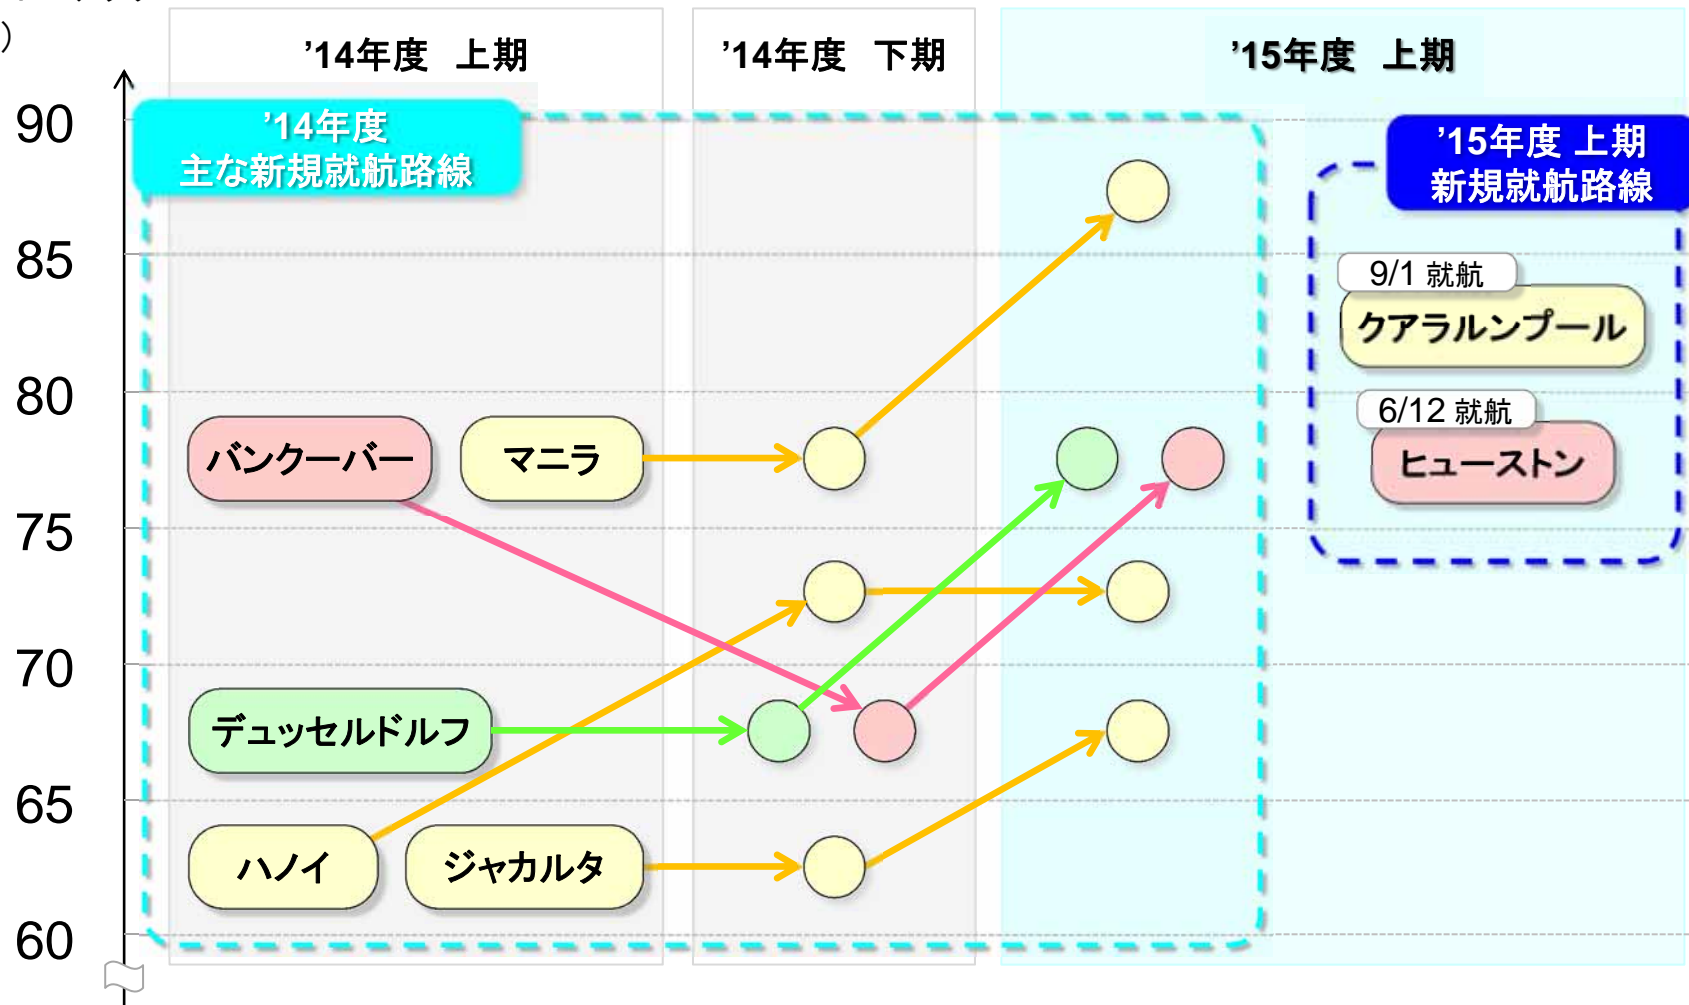 )
’14年度 上期
’14年度 下期
’15年度 上期
’14年度
主な新規就航路線
’15年度 上期
新規就航路線
90
85
80
75
70
65
60
9/1 就航
クアラルンプール
6/12 就航
ヒューストン
バンクーバー
マニラ
デュッセルドルフ
ハノイ
ジャカルタ